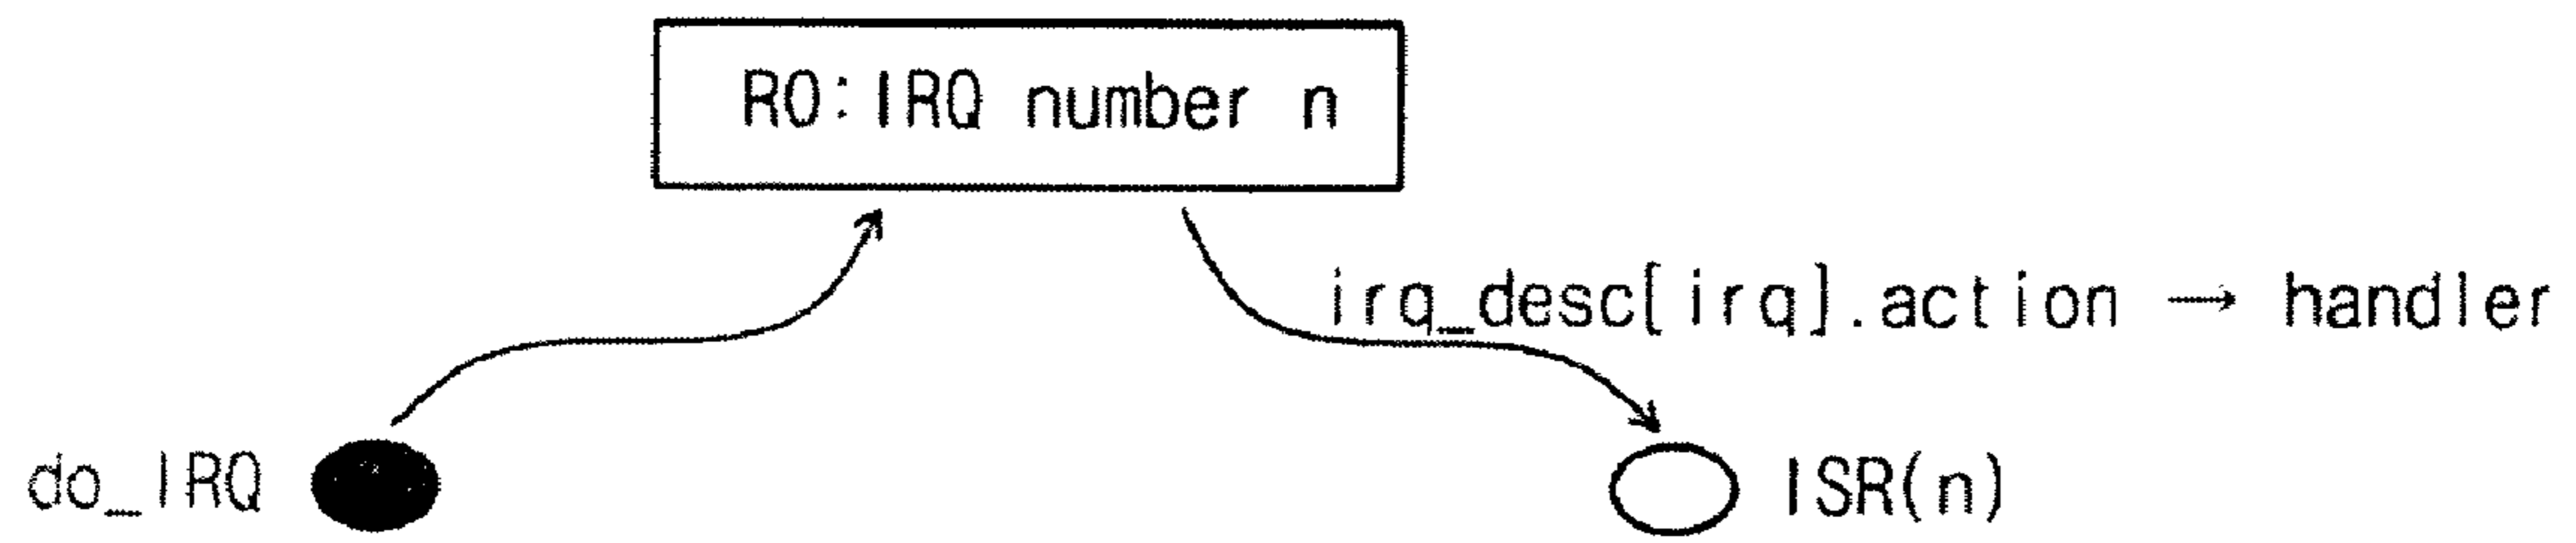 R0:IRQ number n
irq_desc[irq].action → handler
do_IRQ
ISR(n)